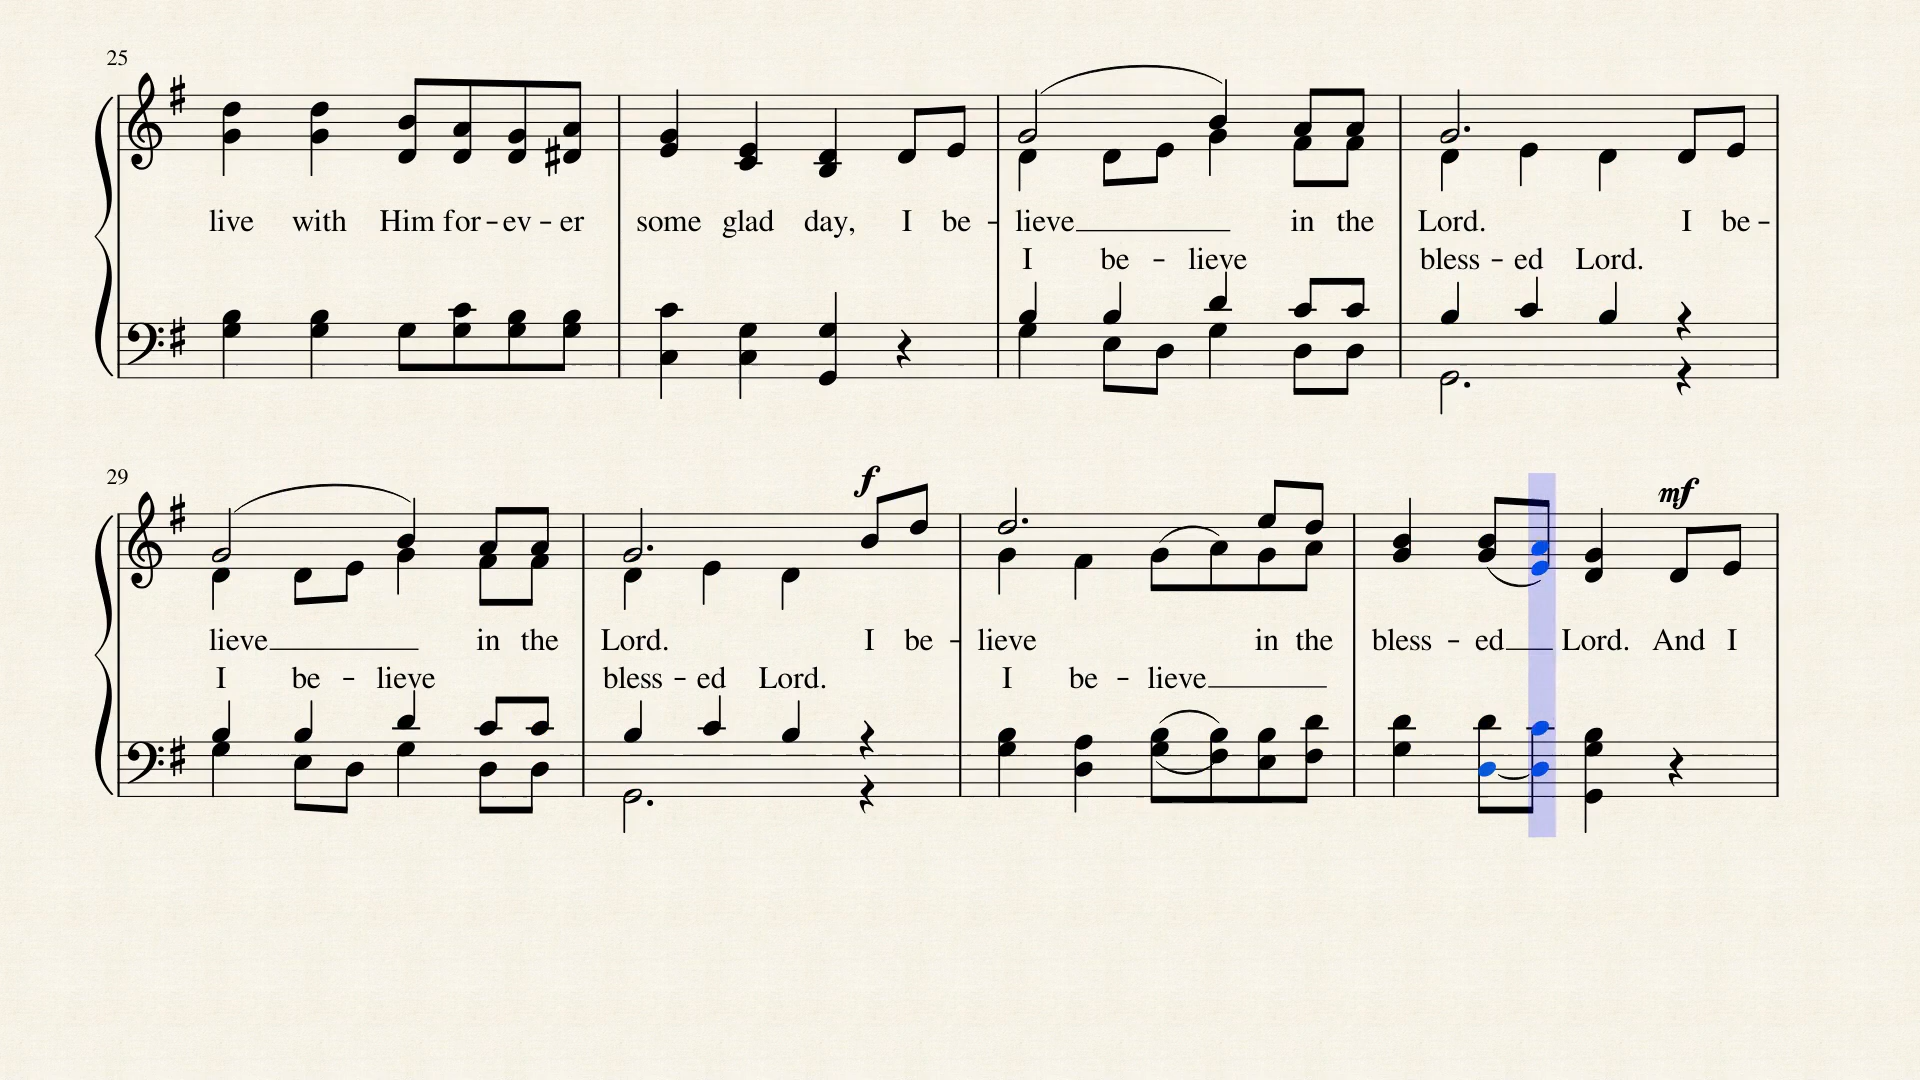 25
live with Him for - ev - er some glad day, I be - lieve in the Lord. I be -
I be - lieve bless - ed Lord.
29
f mf
lieve in the Lord. I be - lieve in the bless - ed Lord. And I
I be - lieve bless - ed Lord. I be - lieve